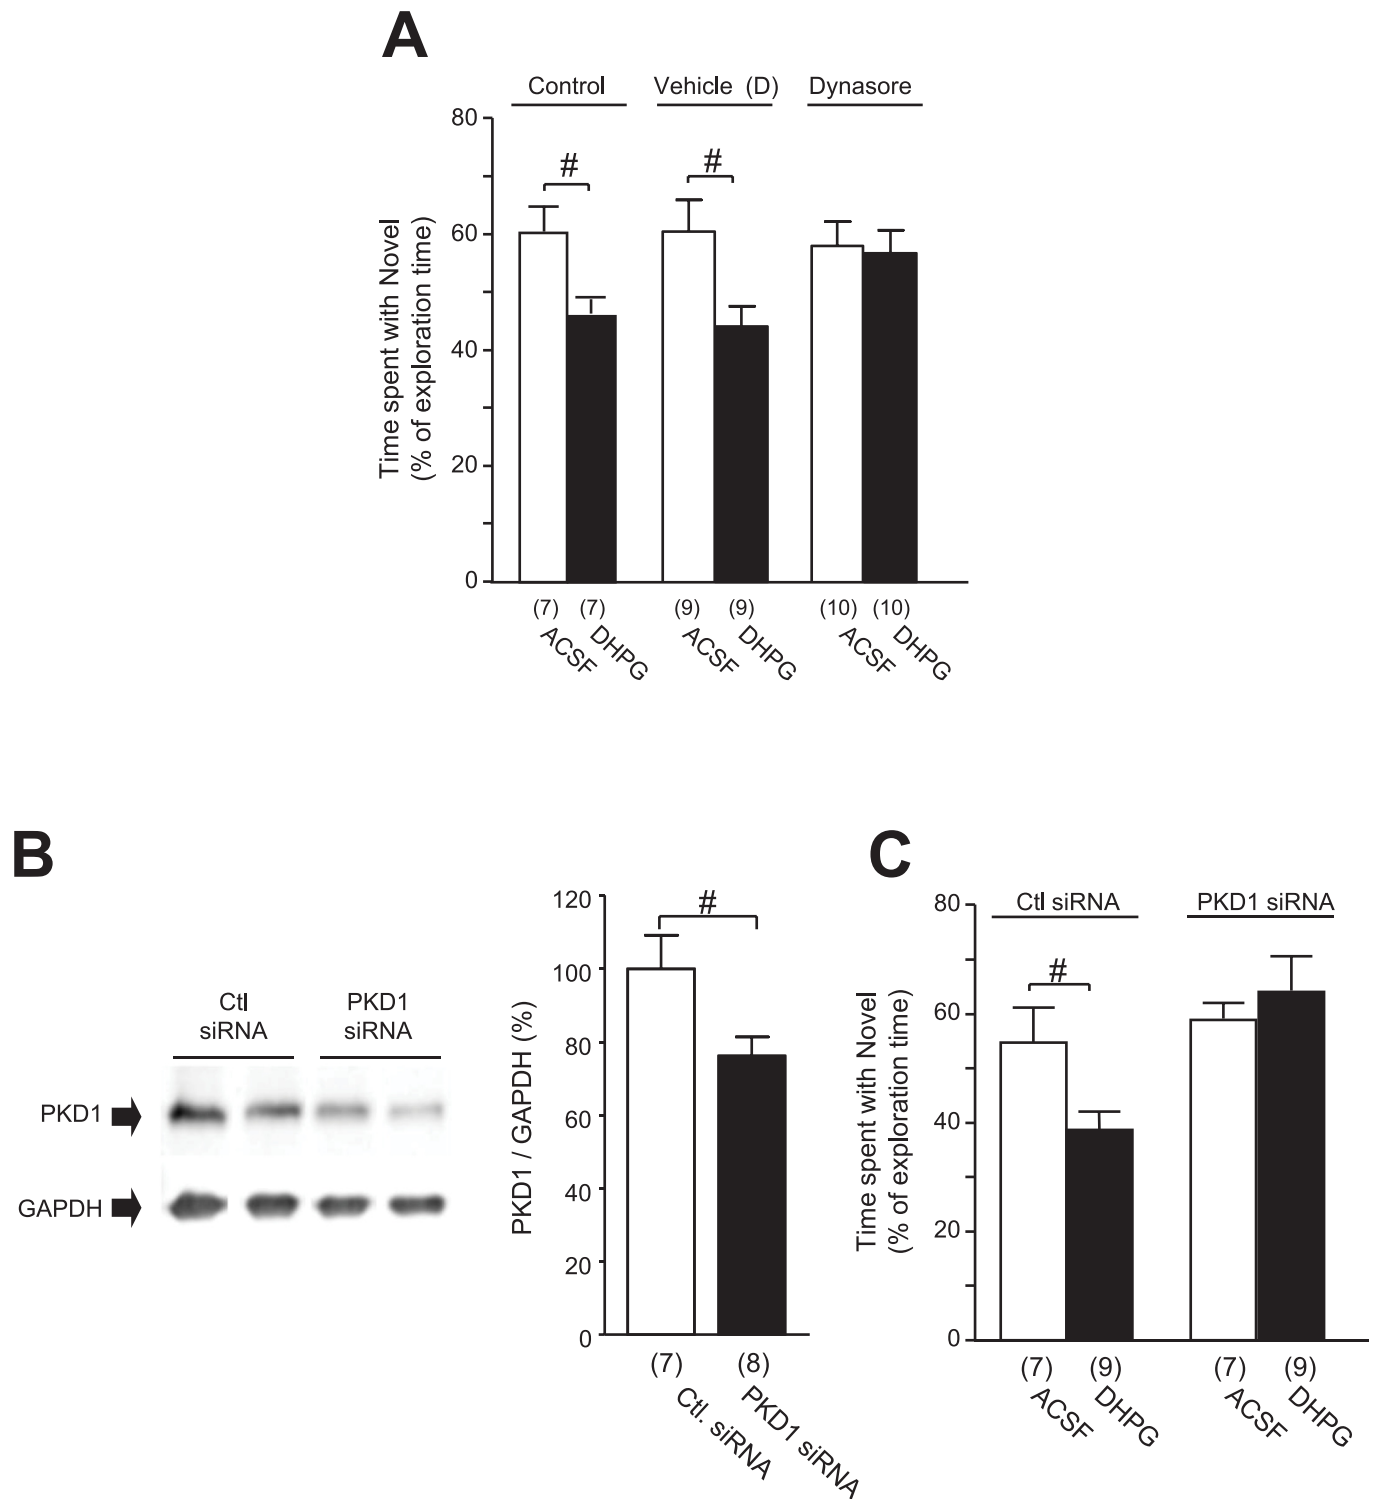 A
Control Vehicle (D) Dynasore
80
60
40
20
0
Time spent with Novel
(% of exploration time)
# #
(7) (7) (9) (9) (10) (10)
ACSF DHPG ACSF DHPG ACSF DHPG
B
Ctl
siRNA
PKD1
siRNA
PKD1
GAPDH
120
100
80
60
40
20
0
PKD1 / GAPDH (%)
#
(7) (8)
Ctl. siRNA PKD1 siRNA
C
Ctl siRNA PKD1 siRNA
80
60
40
20
0
Time spent with Novel
(% of exploration time)
#
(7) (9) (7) (9)
ACSF DHPG ACSF DHPG